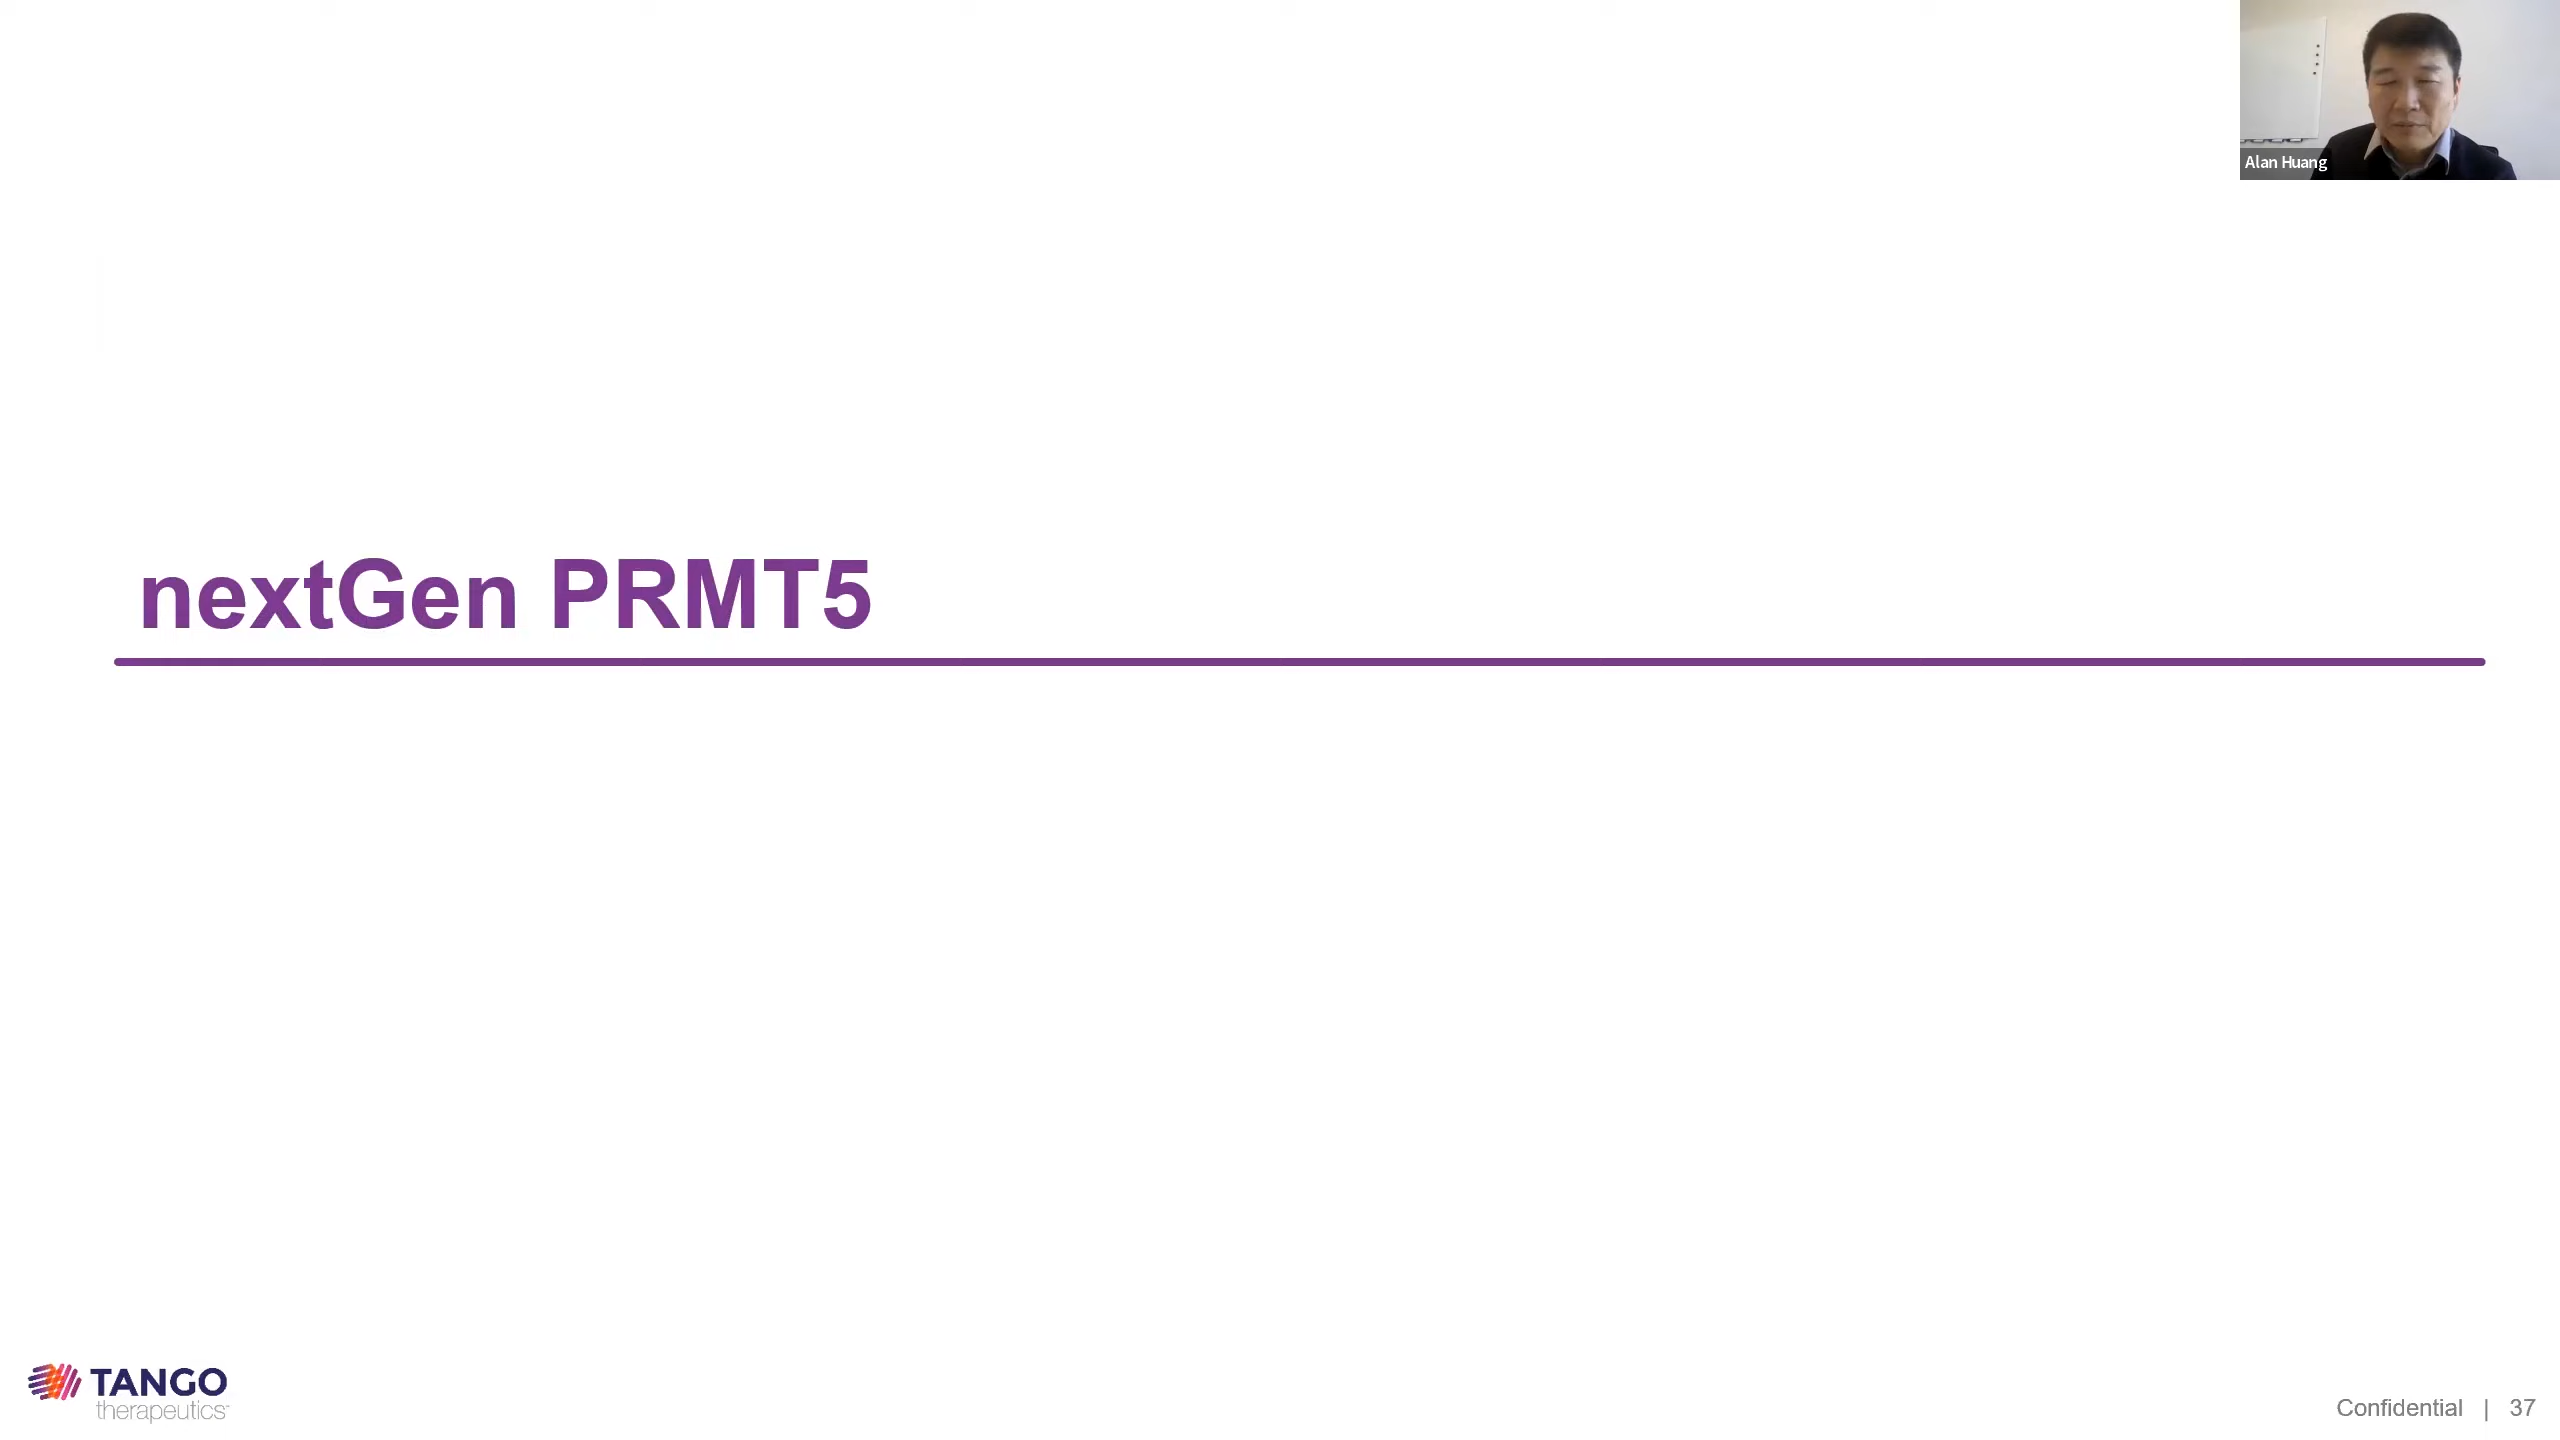 Alan Huang
nextGen PRMT5
TANGO
therapeutics
Confidential | 37